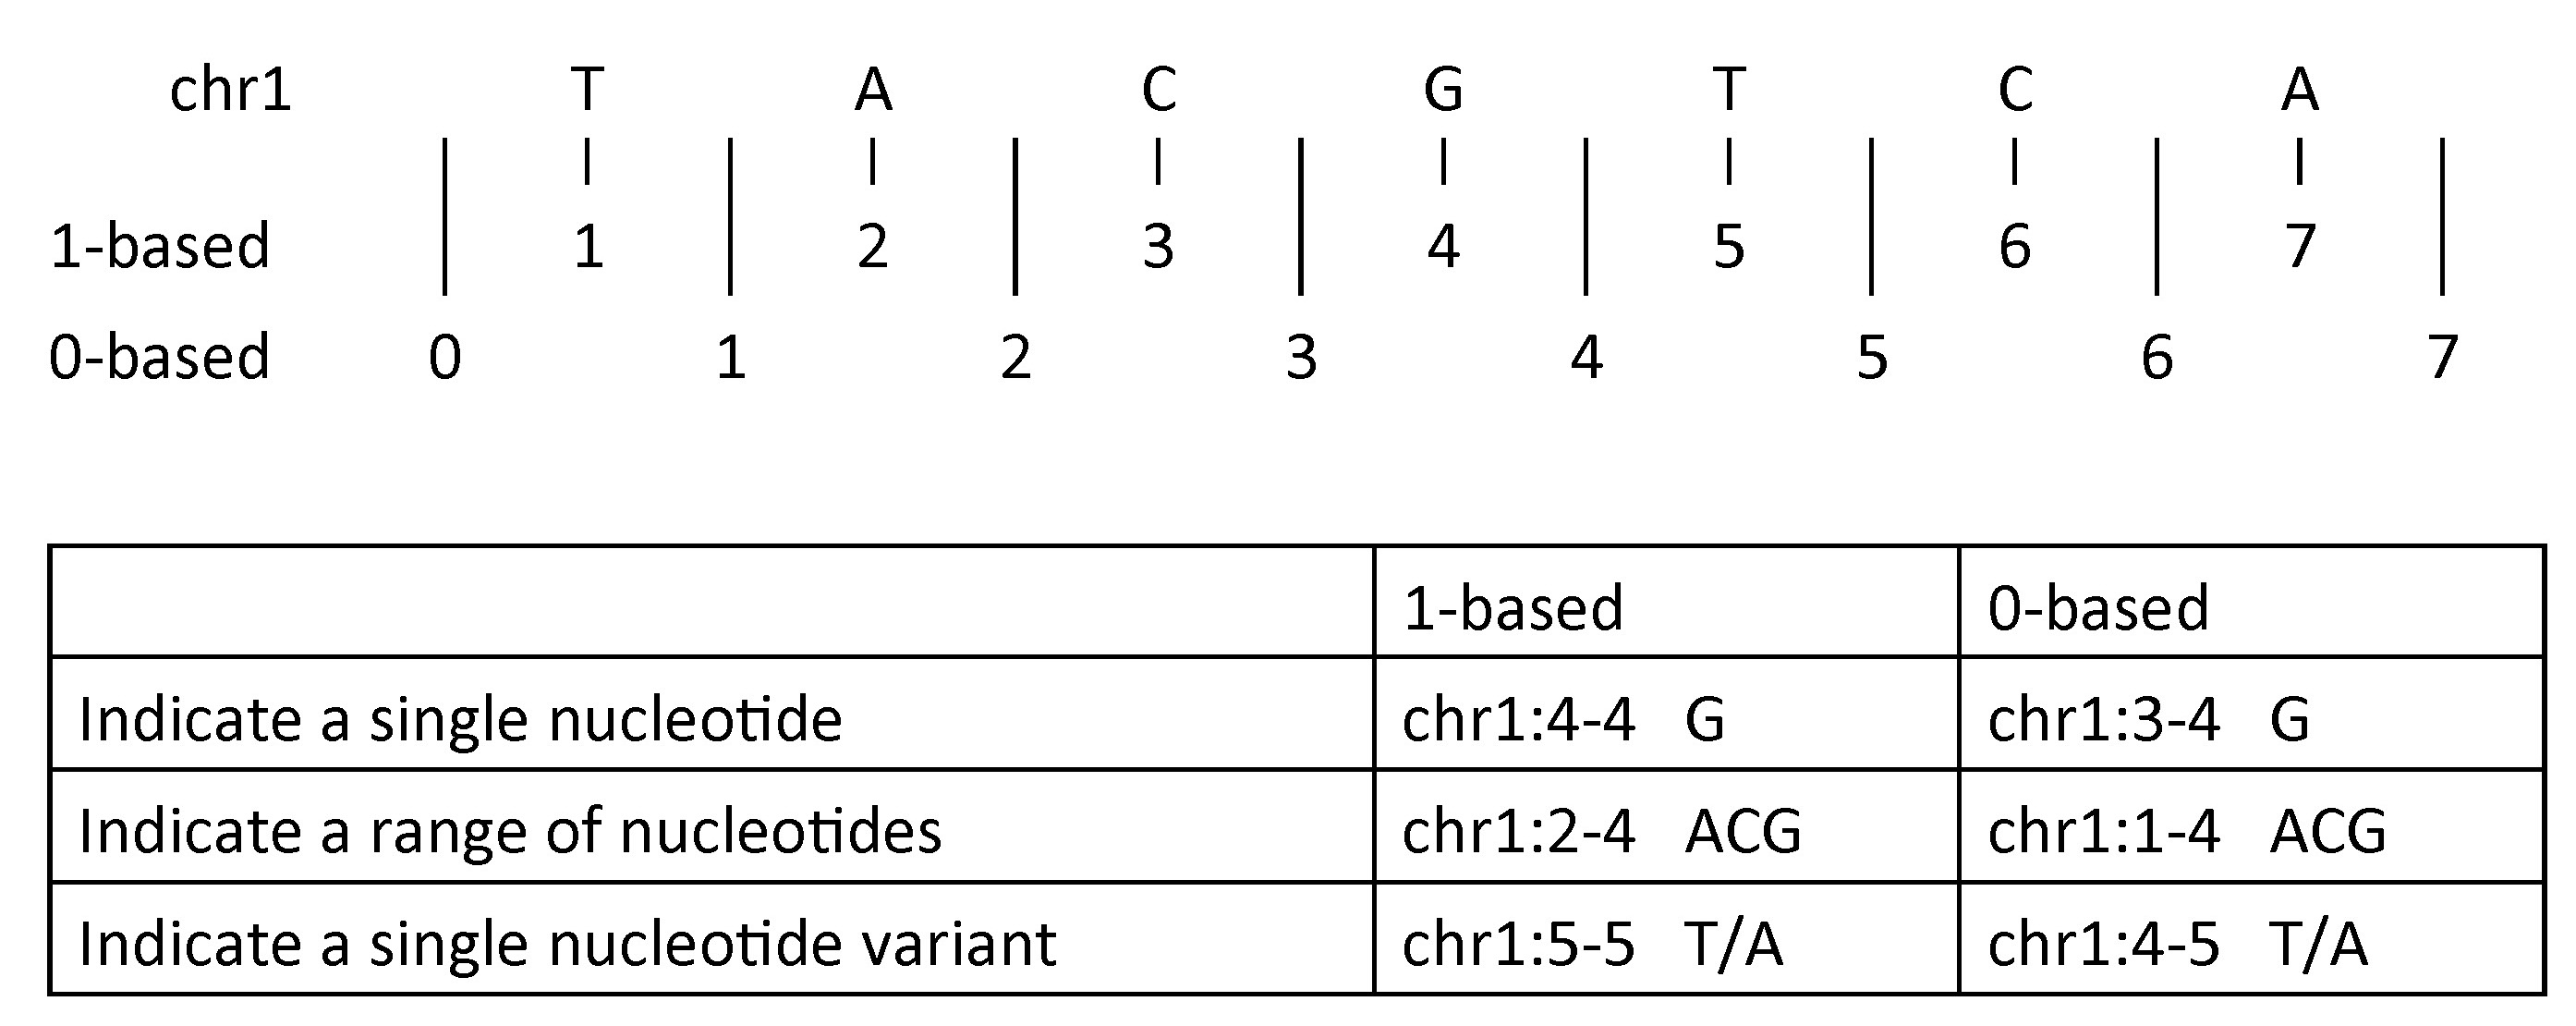 chr1 T A C G T C A
1-based 1 2 3 4 5 6 7
0-based 0 1 2 3 4 5 6 7
1-based 0-based
Indicate a single nucleotide chr1:4-4 G chr1:3-4 G
Indicate a range of nucleotides chr1:2-4 ACG chr1:1-4 ACG
Indicate a single nucleotide variant chr1:5-5 T/A chr1:4-5 T/A